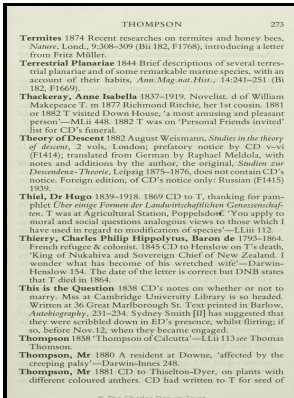 THOMPSON 273
Termites 1874 Recent researches on termites and honey bees,
Nature, Lond., 9:308–309 (Bii 182, F1768), introducing a letter
from Fritz Müller.
Terrestrial Planariae 1844 Brief descriptions of several terres-
trial planariae and of some remarkable marine species, with an
account of their habits, Ann.Mag.nat.Hist., 14:241–251 (Bi
182, F1669).
Thackeray, Anne Isabella 1837–1919. Novelist. d of William
Makepeace T. m 1877 Richmond Ritchie, her 1st cousin. 1881
or 1882 T visited Down House, 'a most amusing and pleasant
person'—MLii 448. 1882 T was on 'Personal Friends invited'
list for CD's funeral.
Theory of Descent 1882 August Weismann, Studies in the theory
of descent, 2 vols, London; prefatory notice by CD v–vi
(F1414); translated from German by Raphael Meldola, with
notes and additions by the author, the original, Studien zur
Descendenz-Theorie, Leipzig 1875–1876, does not contain CD's
notice. Foreign edition, of CD's notice only: Russian (F1415)
1939.
Thiel, De Hugo 1839–1918. 1869 CD to T, thanking for pam-
phlet Über einige Formen der Landwirtschaftlichen Genossenschaf-
ten. T was at Agricultural Station, Poppelsdorf. 'You apply to
moral and social questions analogous views to those which I
have used in regard to modification of species'—LLiii 112.
Thierry, Charles Philip Hippolytus, Baron de 1793–1864.
French refugee & colonist. 1845 CD to Henslow on T's death,
'King of Nukahiva and Sovereign Chief of New Zealand. I
wonder what has become of his wretched wife'—Darwin-
Henslow 154. The date of the letter is correct but DNB states
that T died in 1864.
This is the Question 1838 CD's notes on whether or not to
marry. Mss at Cambridge University Library is so headed.
Written at 36 Great Marlborough St. Text printed in Barlow,
Autobiography, 231–234. Sydney Smith [II] has suggested that
they were scribbled down in ED's presence, whilst flirting; if
so, before Nov.12, when they became engaged.
Thompson 1858 'Thompson of Calcutta'—LLii 113 see Thomas
Thomson.
Thompson, Mr 1880 A resident at Downe, 'affected by the
creeping palsy'—Darwin-Innes 248.
Thompson, Mr 1881 CD to Thiselton-Dyer, on plants with
different coloured anthers. CD had written to T for seed of